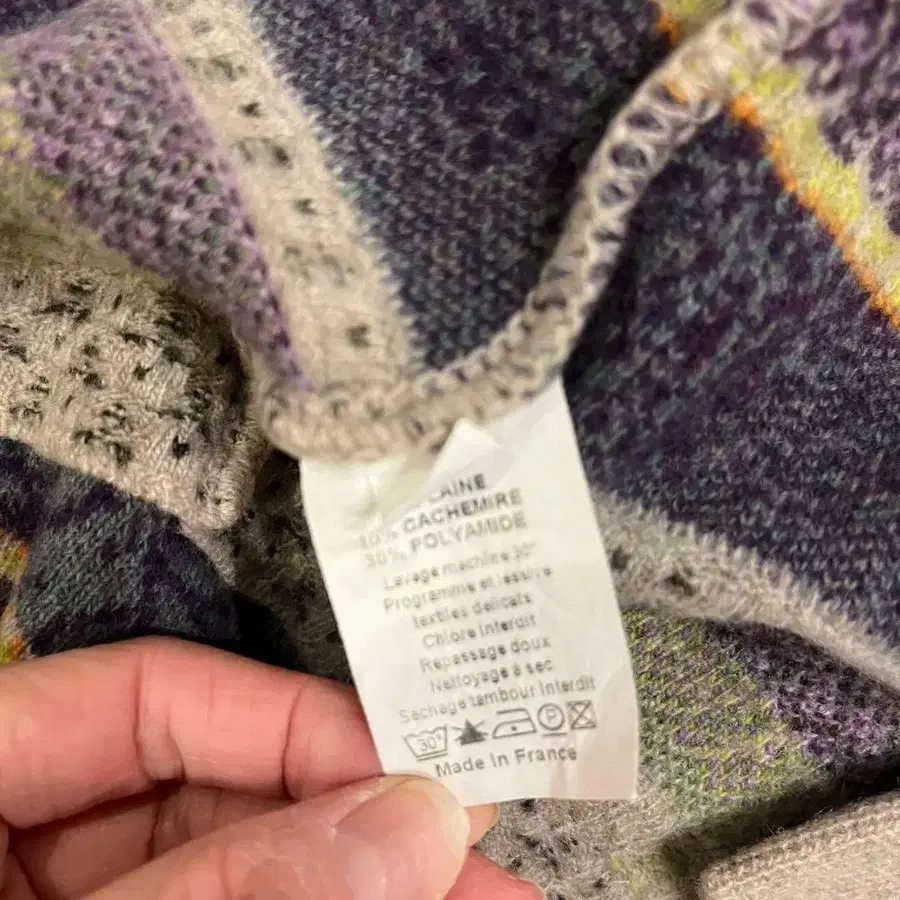 LAINE
10% CACHEMIRE
30% POLYAMIDE
Lavage machine 30°
Programme et lessive
textiles délicats
Chlore interdit
Repassage doux
Nettoyage à sec
Séchage tambour interdit
30° P
Made in France